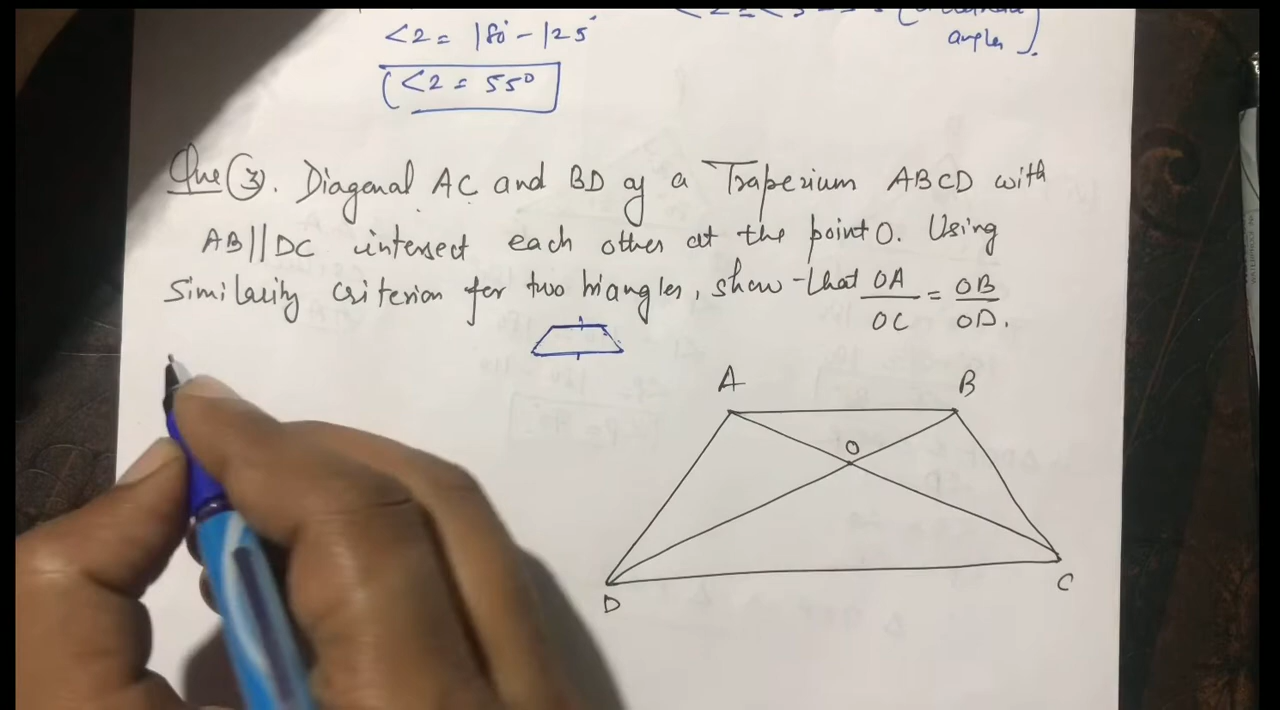 <2 = 180° - 125°
angles ].
<2 = 55°
Que (3). Diagonal AC and BD of a Trapezium ABCD with
AB||DC intersect each other at the point O. Using
Similarity criterion for two triangles, show that OA/OC = OB/OD.
A B
O
D C